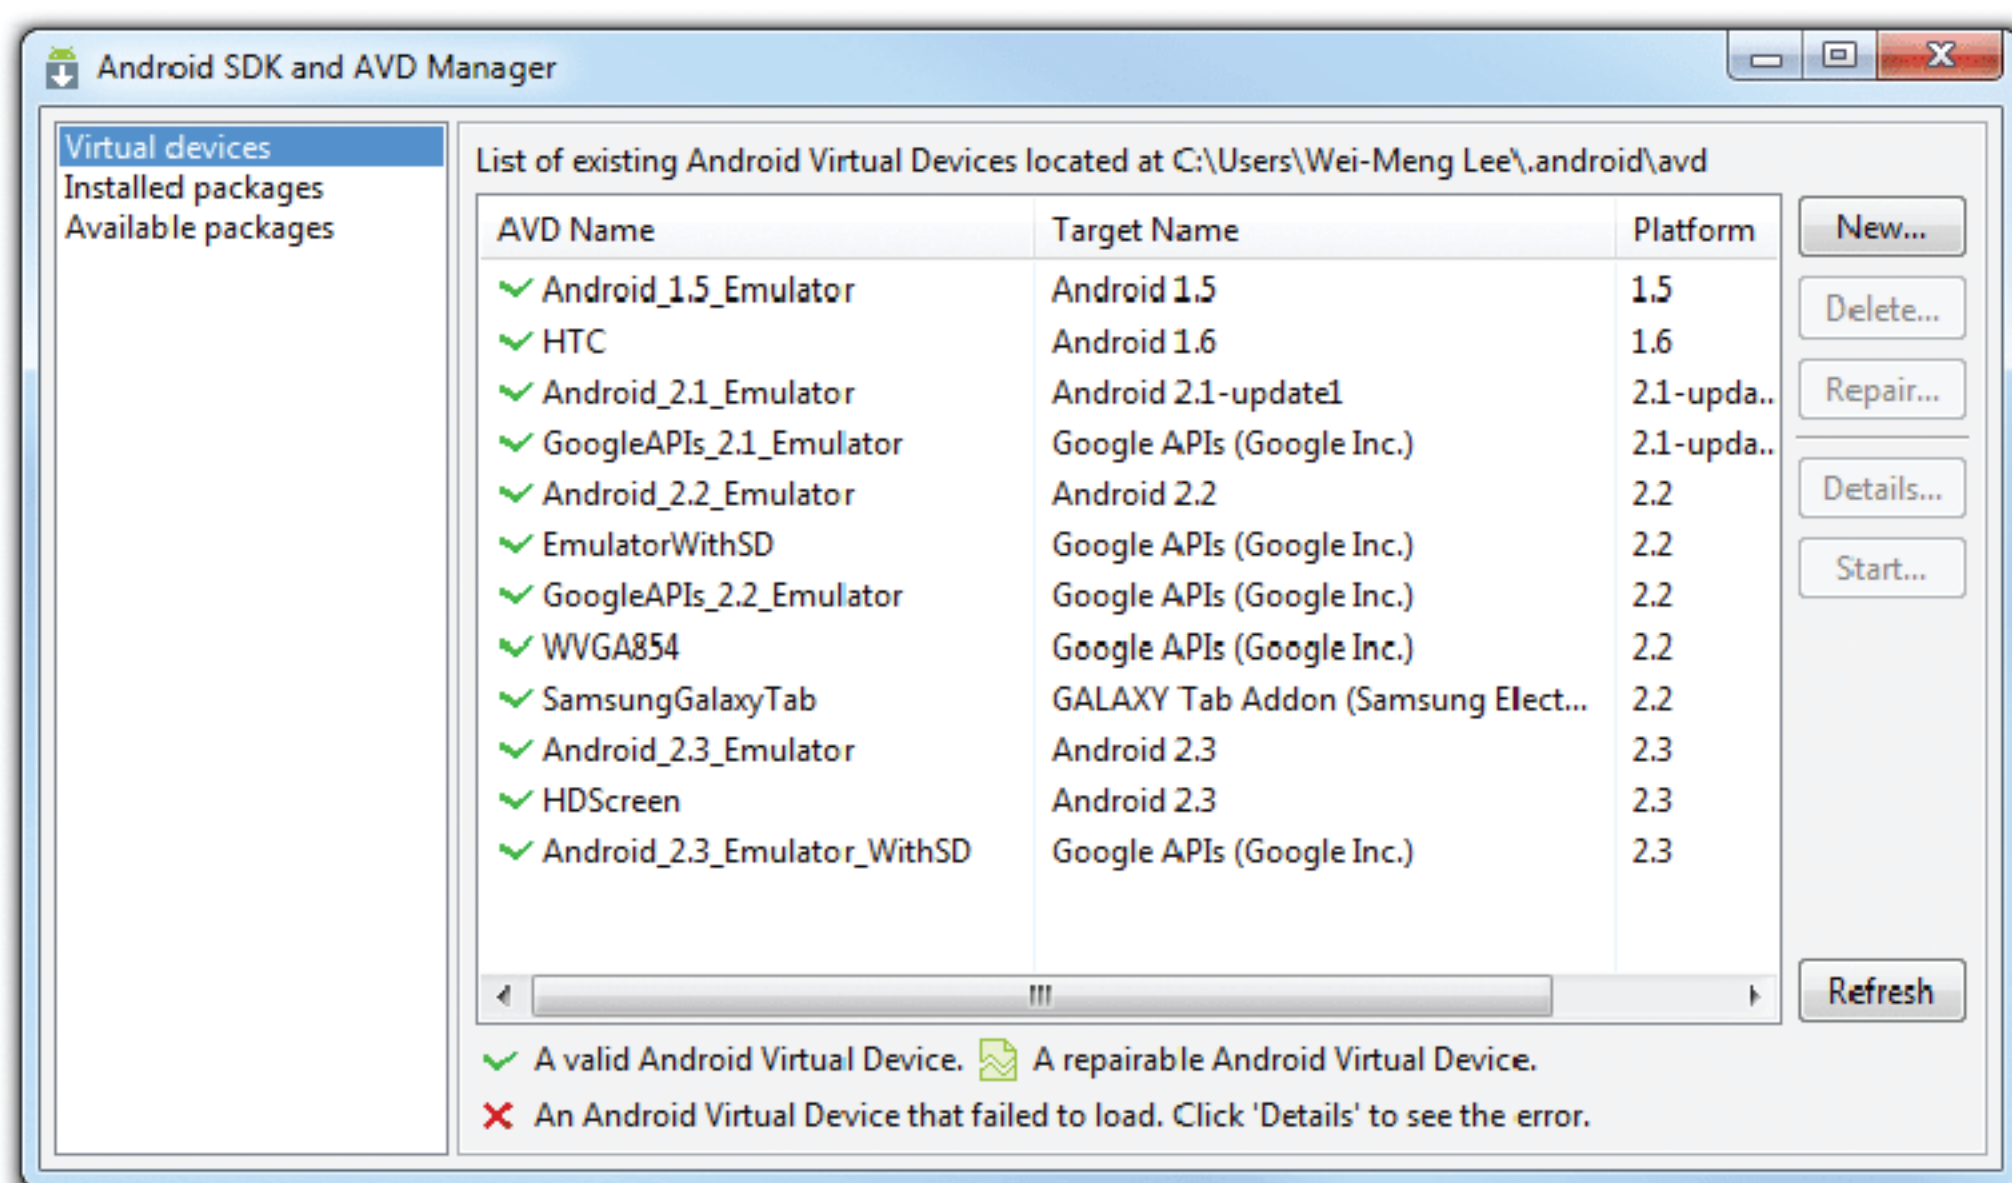 Android SDK and AVD Manager
Virtual devices
Installed packages
Available packages
List of existing Android Virtual Devices located at C:\Users\Wei-Meng Lee\.android\avd
AVD Name Target Name Platform
Android_1.5_Emulator Android 1.5 1.5
HTC Android 1.6 1.6
Android_2.1_Emulator Android 2.1-update1 2.1-upda...
GoogleAPIs_2.1_Emulator Google APIs (Google Inc.) 2.1-upda...
Android_2.2_Emulator Android 2.2 2.2
EmulatorWithSD Google APIs (Google Inc.) 2.2
GoogleAPIs_2.2_Emulator Google APIs (Google Inc.) 2.2
WVGA854 Google APIs (Google Inc.) 2.2
SamsungGalaxyTab GALAXY Tab Addon (Samsung Elect... 2.2
Android_2.3_Emulator Android 2.3 2.3
HDScreen Android 2.3 2.3
Android_2.3_Emulator_WithSD Google APIs (Google Inc.) 2.3
New...
Delete...
Repair...
Details...
Start...
Refresh
A valid Android Virtual Device. A repairable Android Virtual Device.
An Android Virtual Device that failed to load. Click 'Details' to see the error.